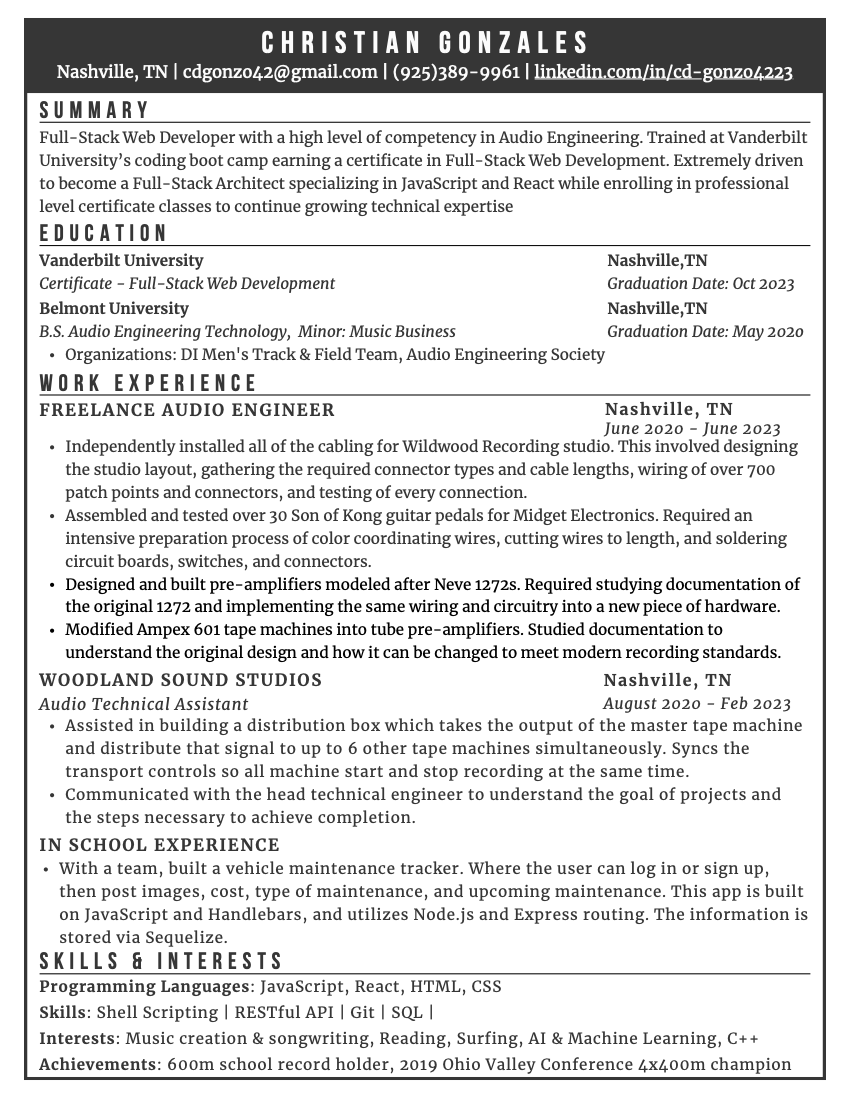 CHRISTIAN GONZALES
Nashville, TN | cdgonzo42@gmail.com | (925)389-9961 | linkedin.com/in/cd-gonzo4223
SUMMARY
Full-Stack Web Developer with a high level of competency in Audio Engineering. Trained at Vanderbilt
University's coding boot camp earning a certificate in Full-Stack Web Development. Extremely driven
to become a Full-Stack Architect specializing in JavaScript and React while enrolling in professional
level certificate classes to continue growing technical expertise
EDUCATION
Vanderbilt University Nashville,TN
Certificate - Full-Stack Web Development Graduation Date: Oct 2023
Belmont University Nashville,TN
B.S. Audio Engineering Technology, Minor: Music Business Graduation Date: May 2020
• Organizations: DI Men's Track & Field Team, Audio Engineering Society
WORK EXPERIENCE
FREELANCE AUDIO ENGINEER Nashville, TN
June 2020 - June 2023
• Independently installed all of the cabling for Wildwood Recording studio. This involved designing
the studio layout, gathering the required connector types and cable lengths, wiring of over 700
patch points and connectors, and testing of every connection.
• Assembled and tested over 30 Son of Kong guitar pedals for Midget Electronics. Required an
intensive preparation process of color coordinating wires, cutting wires to length, and soldering
circuit boards, switches, and connectors.
• Designed and built pre-amplifiers modeled after Neve 1272s. Required studying documentation of
the original 1272 and implementing the same wiring and circuitry into a new piece of hardware.
• Modified Ampex 601 tape machines into tube pre-amplifiers. Studied documentation to
understand the original design and how it can be changed to meet modern recording standards.
WOODLAND SOUND STUDIOS Nashville, TN
Audio Technical Assistant August 2020 - Feb 2023
• Assisted in building a distribution box which takes the output of the master tape machine
and distribute that signal to up to 6 other tape machines simultaneously. Syncs the
transport controls so all machine start and stop recording at the same time.
• Communicated with the head technical engineer to understand the goal of projects and
the steps necessary to achieve completion.
IN SCHOOL EXPERIENCE
• With a team, built a vehicle maintenance tracker. Where the user can log in or sign up,
then post images, cost, type of maintenance, and upcoming maintenance. This app is built
on JavaScript and Handlebars, and utilizes Node.js and Express routing. The information is
stored via Sequelize.
SKILLS & INTERESTS
Programming Languages: JavaScript, React, HTML, CSS
Skills: Shell Scripting | RESTful API | Git | SQL |
Interests: Music creation & songwriting, Reading, Surfing, AI & Machine Learning, C++
Achievements: 600m school record holder, 2019 Ohio Valley Conference 4x400m champion